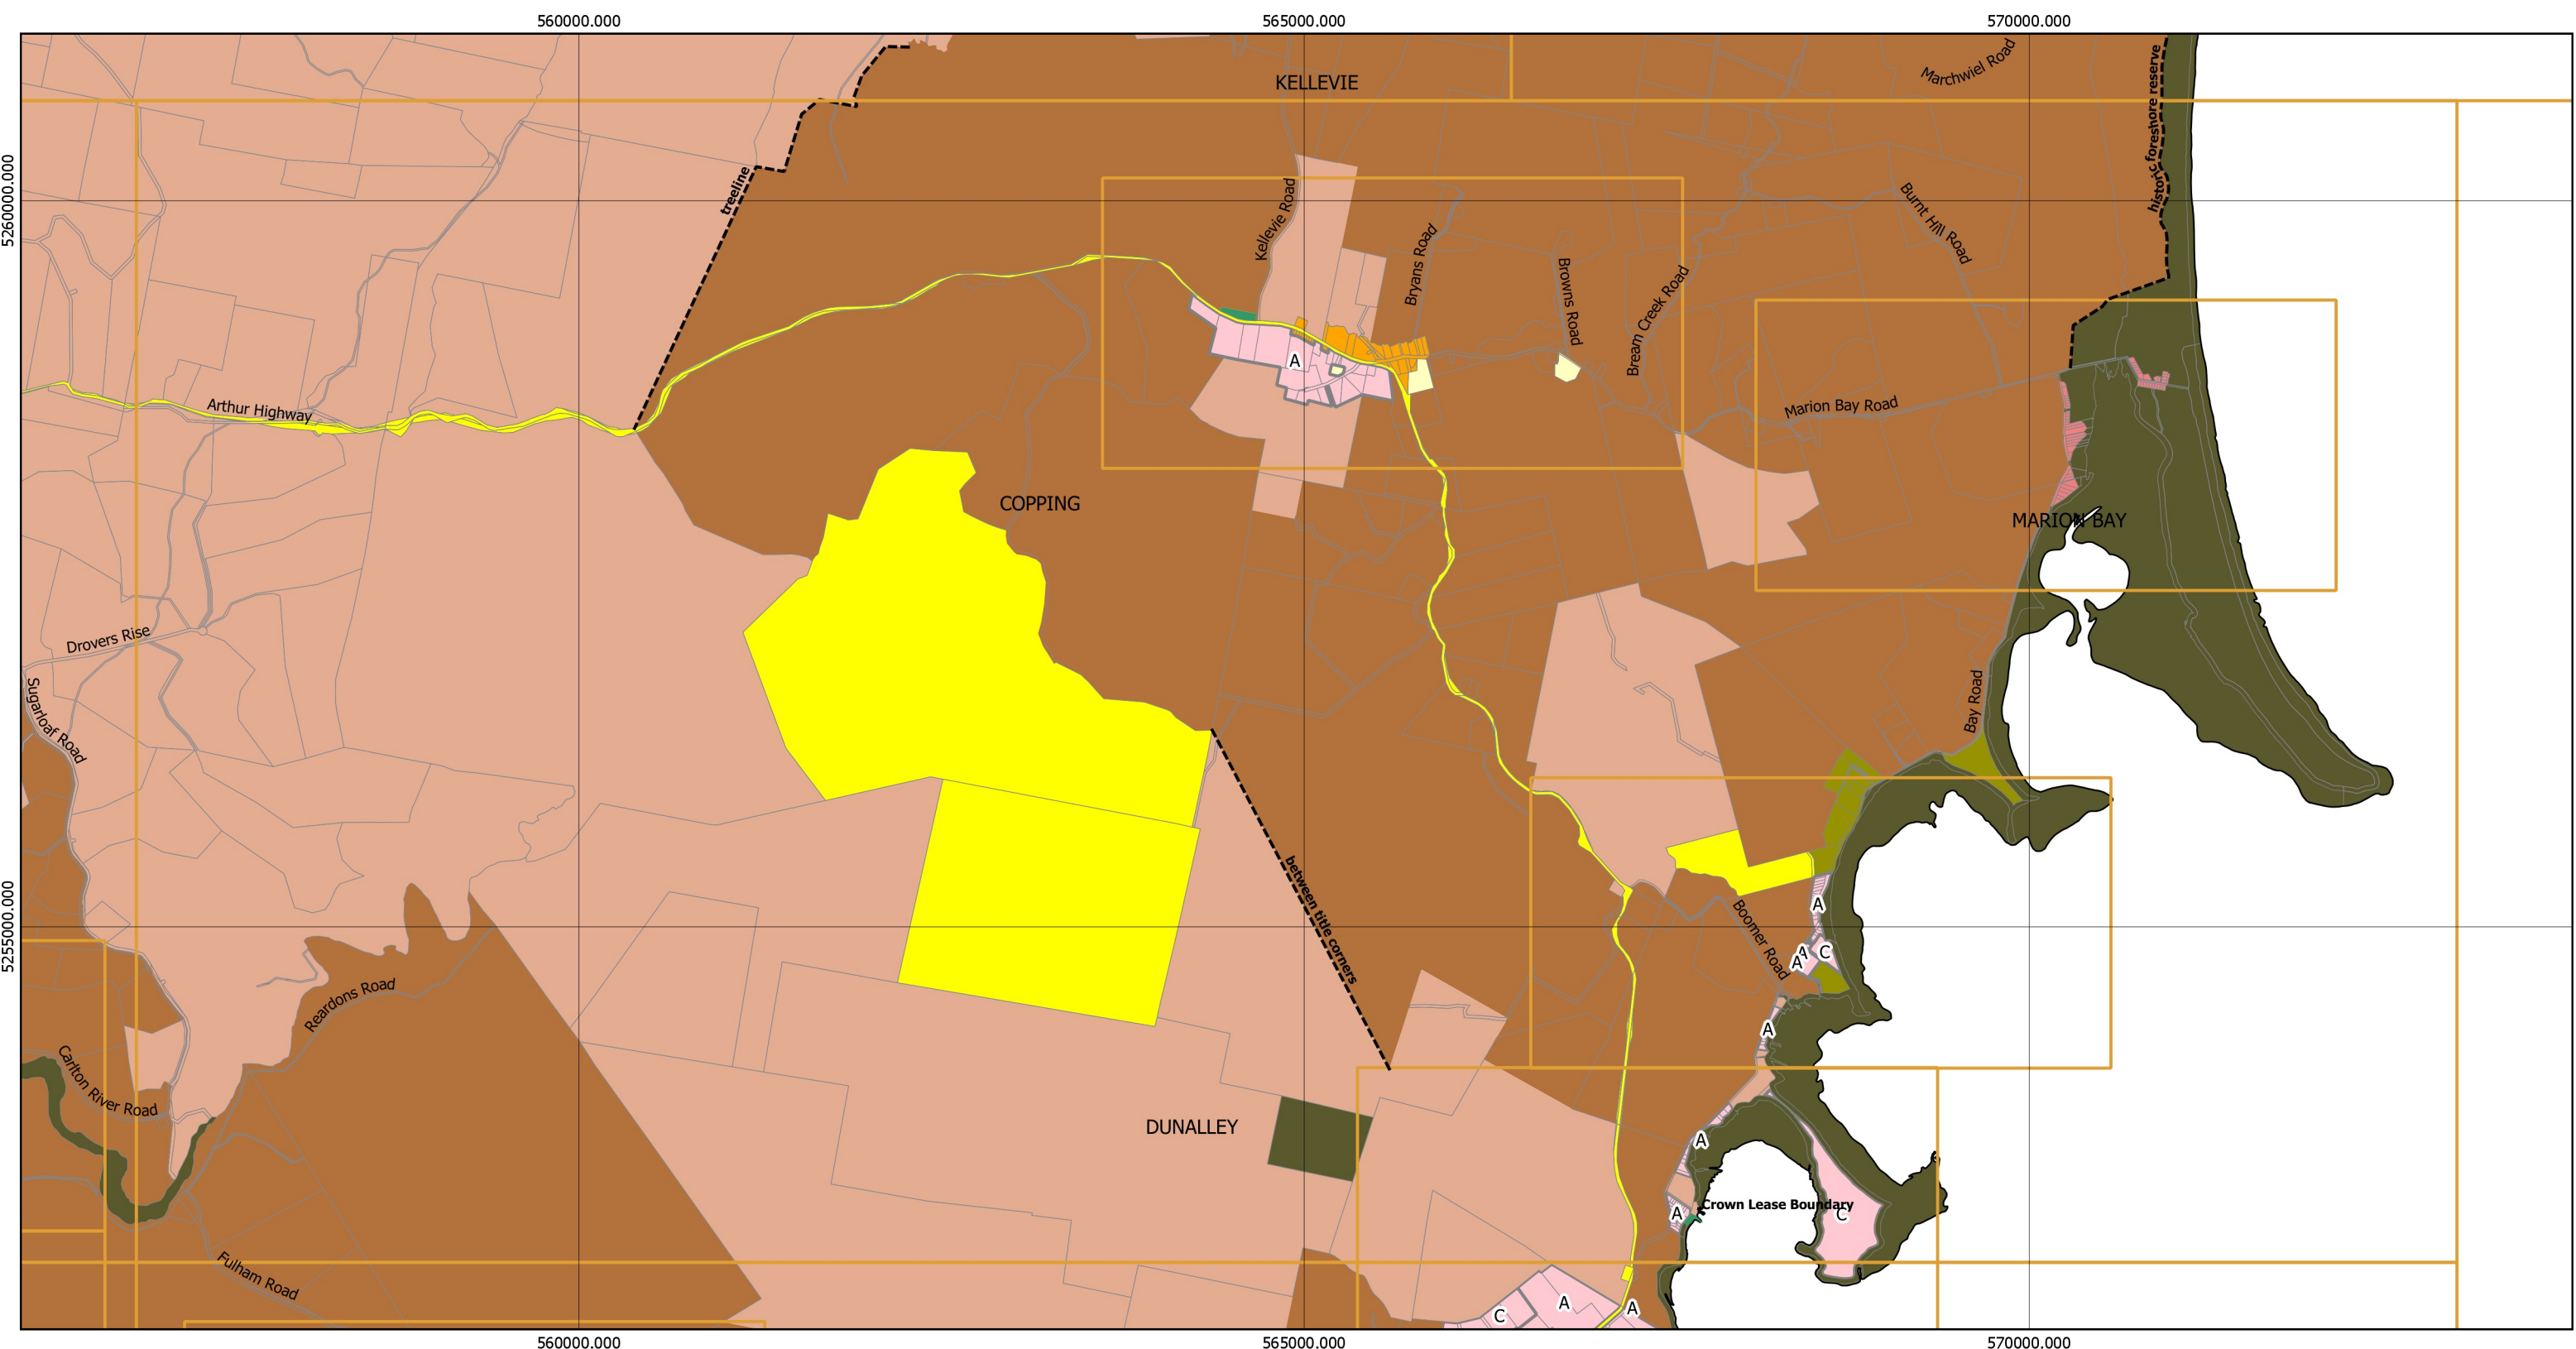 560000.000
565000.000
570000.000
KELLEVIE
Marchwiel Road
historic foreshore reserve
5260000.000
treeline
Kellevie Road
Bryans Road
Browns Road
Bream Creek Road
Burnt Hill Road
A
Arthur Highway
Marion Bay Road
COPPING
MARION BAY
Drovers Rise
Sugarloaf Road
Bay Road
between title corners
5255000.000
Boomer Road
A
A
A
C
Reardons Road
A
Carlton River Road
DUNALLEY
A
A
Crown Lease Boundary
C
Fulham Road
C
A
A
560000.000
565000.000
570000.000